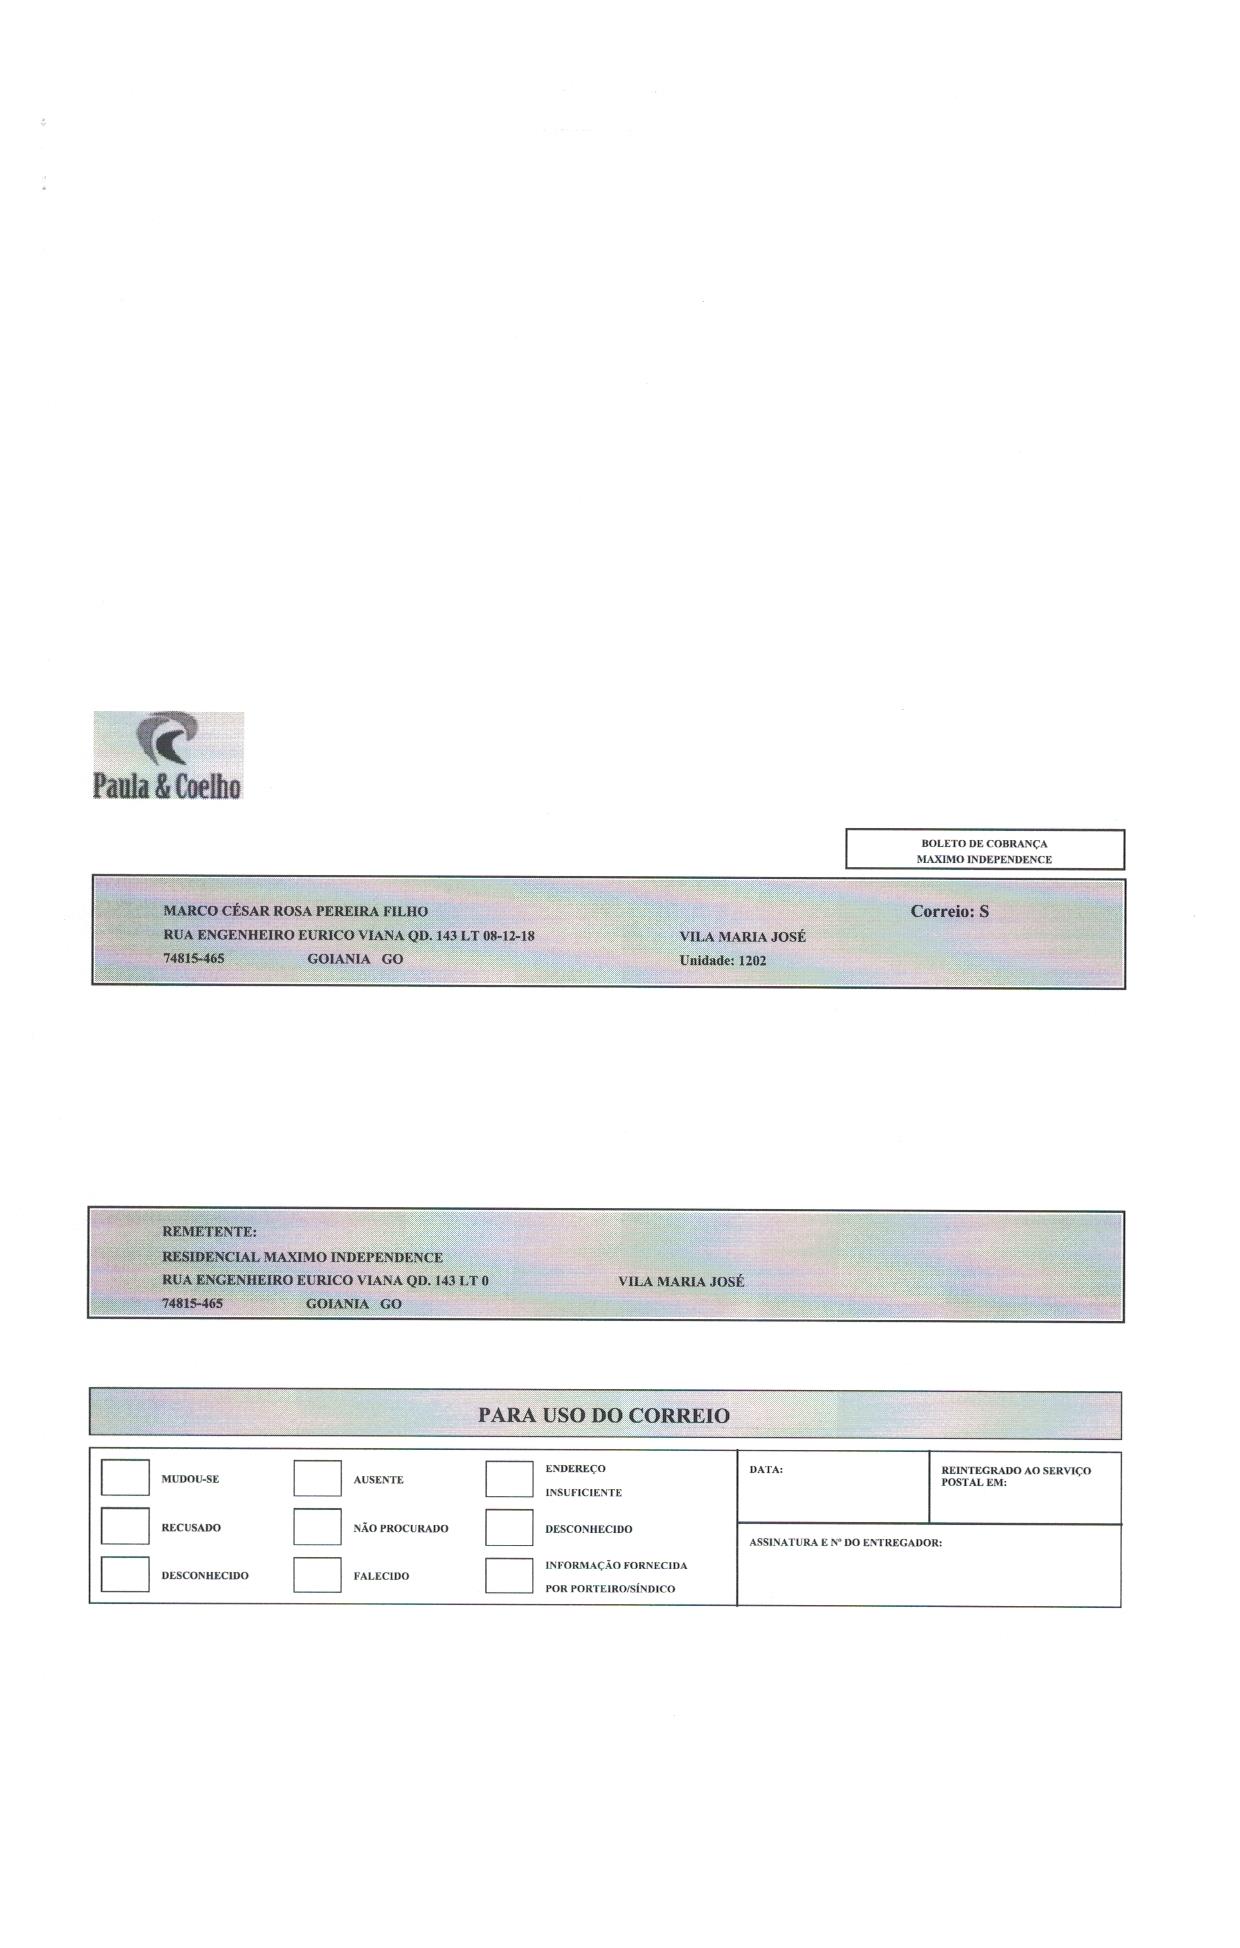 Paula & Coelho
BOLETO DE COBRANÇA
MAXIMO INDEPENDENCE
MARCO CÉSAR ROSA PEREIRA FILHO Correio: S
RUA ENGENHEIRO EURICO VIANA QD. 143 LT 08-12-18 VILA MARIA JOSÉ
74815-465 GOIANIA GO Unidade: 1202
REMETENTE:
RESIDENCIAL MAXIMO INDEPENDENCE
RUA ENGENHEIRO EURICO VIANA QD. 143 LT 0 VILA MARIA JOSÉ
74815-465 GOIANIA GO
PARA USO DO CORREIO
MUDOU-SE
AUSENTE
ENDEREÇO
INSUFICIENTE
RECUSADO
NÃO PROCURADO
DESCONHECIDO
DESCONHECIDO
FALECIDO
INFORMAÇÃO FORNECIDA
POR PORTEIRO/SÍNDICO
DATA:
REINTEGRADO AO SERVIÇO
POSTAL EM:
ASSINATURA E Nº DO ENTREGADOR: